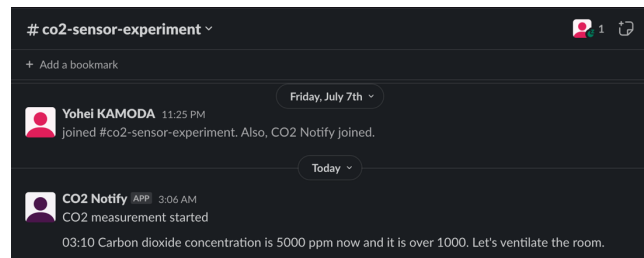 # co2-sensor-experiment
1
+ Add a bookmark
Friday, July 7th
Yohei KAMODA 11:25 PM
joined #co2-sensor-experiment. Also, CO2 Notify joined.
Today
CO2 Notify APP 3:06 AM
CO2 measurement started
03:10 Carbon dioxide concentration is 5000 ppm now and it is over 1000. Let's ventilate the room.